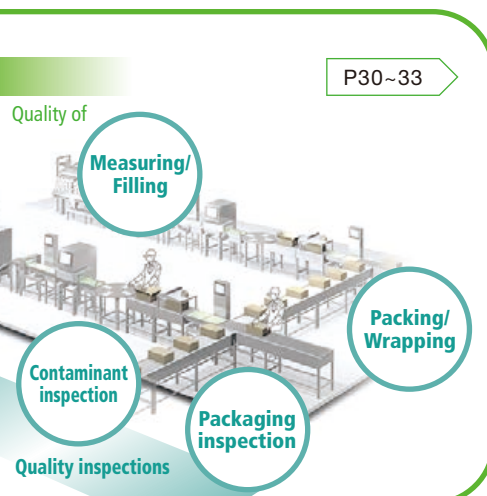 P30~33
Quality of
Measuring/
Filling
Packing/
Wrapping
Contaminant
inspection
Packaging
inspection
Quality inspections